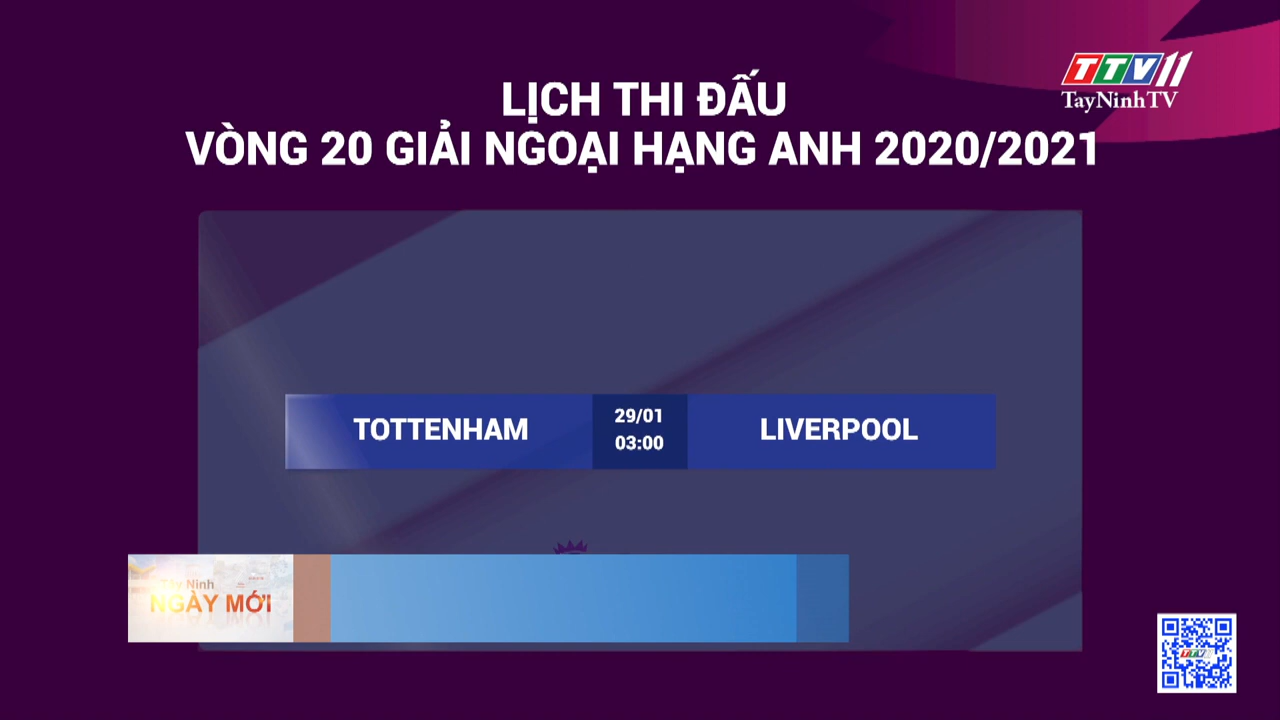 LỊCH THI ĐẤU
VÒNG 20 GIẢI NGOẠI HẠNG ANH 2020/2021
TTV11
TayNinhTV
TOTTENHAM
29/01
03:00
LIVERPOOL
Tây Ninh
NGÀY MỚI
TTV